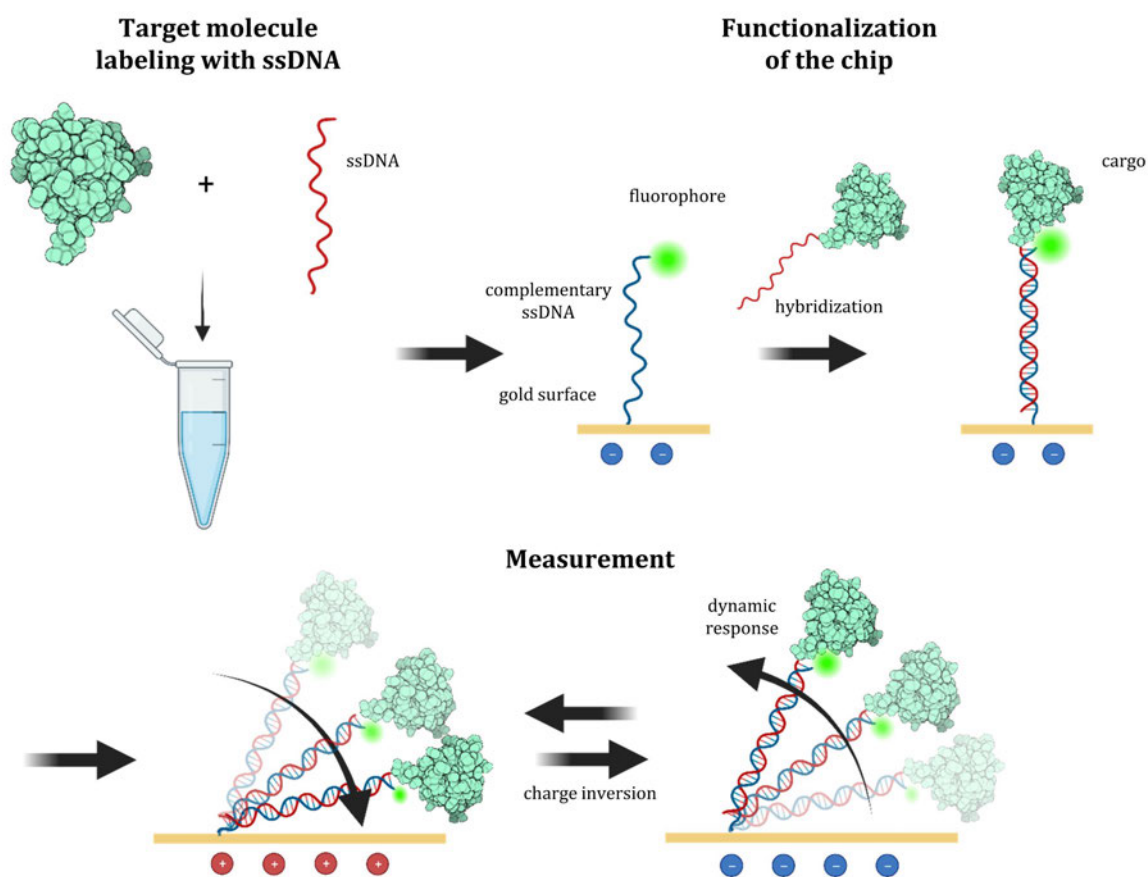 Target molecule
labeling with ssDNA
Functionalization
of the chip
+
ssDNA
fluorophore
cargo
complementary
ssDNA
hybridization
gold surface
− −
− −
Measurement
dynamic
response
charge inversion
+ + + +
− − − −